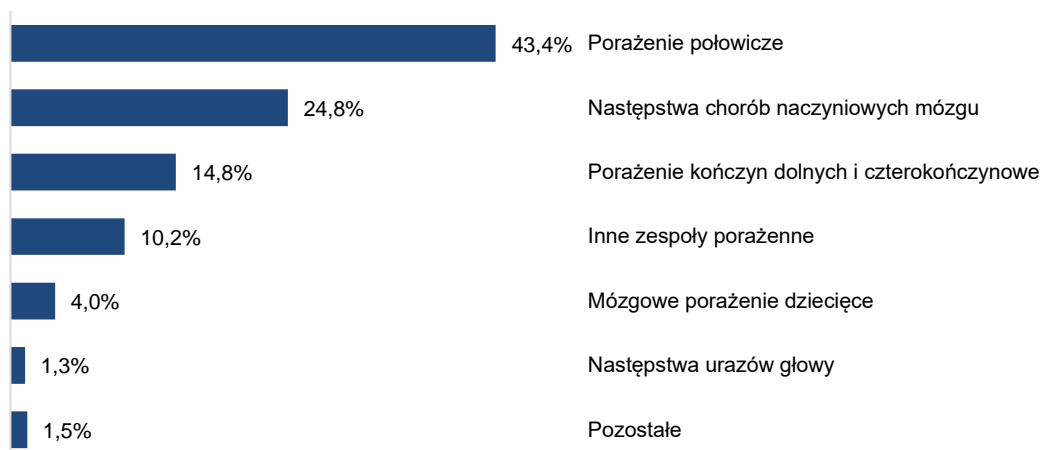 43,4% Porażenie połowicze
24,8% Następstwa chorób naczyniowych mózgu
14,8% Porażenie kończyn dolnych i czterokończynowe
10,2% Inne zespoły porażenne
4,0% Mózgowe porażenie dziecięce
1,3% Następstwa urazów głowy
1,5% Pozostałe